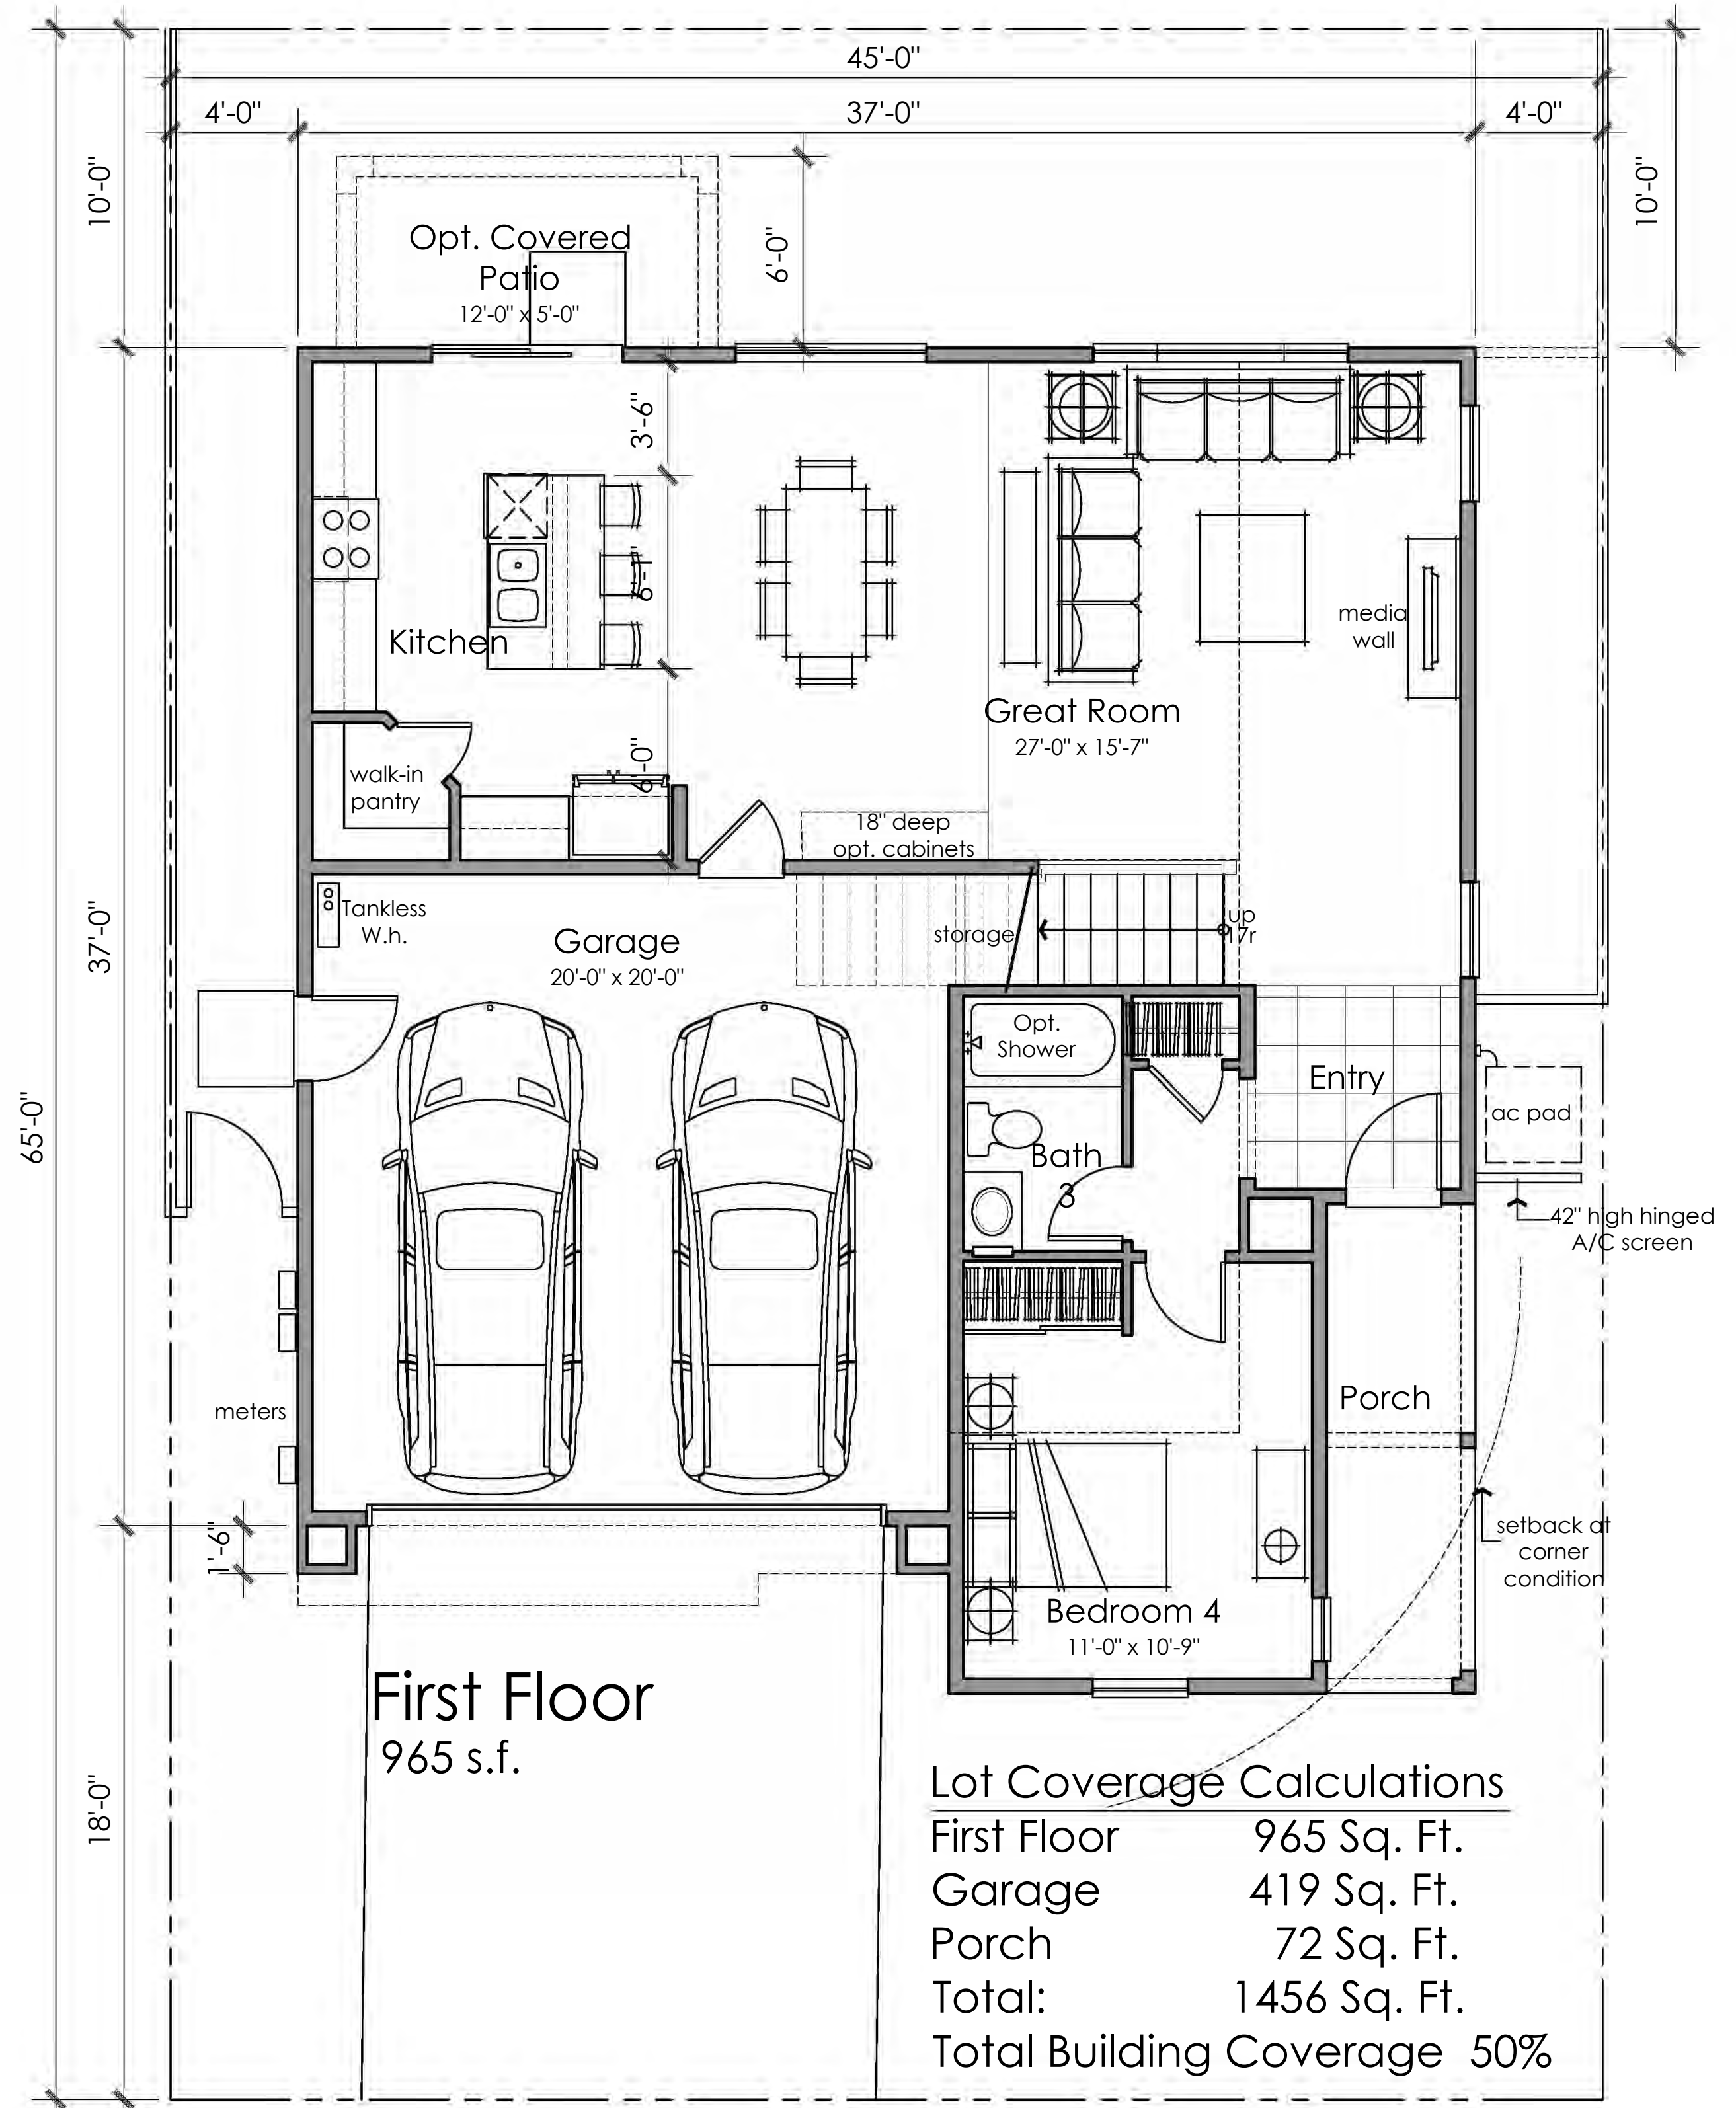 45'-0"
4'-0"
37'-0"
4'-0"
10'-0"
10'-0"
Opt. Covered
Patio
12'-0" x 5'-0"
6'-0"
3'-6"
6'-1"
Kitchen
media
wall
Great Room
27'-0" x 15'-7"
6'-0"
walk-in
pantry
18" deep
opt. cabinets
Tankless
W.h.
Garage
20'-0" x 20'-0"
storage
up
17r
37'-0"
65'-0"
Opt.
Shower
Entry
ac pad
Bath
3
42" high hinged
A/C screen
meters
Porch
1'-6"
setback at
corner
condition
Bedroom 4
11'-0" x 10'-9"
First Floor
965 s.f.
18'-0"
Lot Coverage Calculations
First Floor 965 Sq. Ft.
Garage 419 Sq. Ft.
Porch 72 Sq. Ft.
Total: 1456 Sq. Ft.
Total Building Coverage 50%